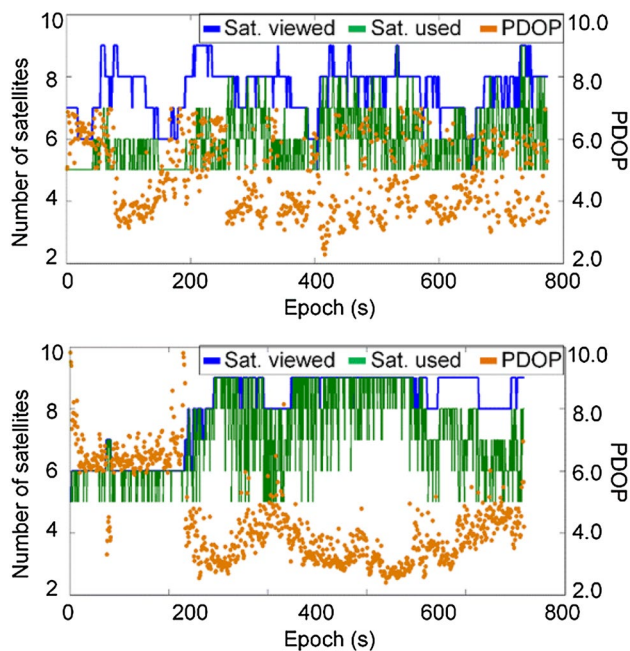 10 Sat. viewed Sat. used PDOP 10.0
8 8.0
6 6.0
4 4.0
2 2.0
0 200 400 600 800
Number of satellites
PDOP
Epoch (s)
10 Sat. viewed Sat. used PDOP 10.0
8 8.0
6 6.0
4 4.0
2 2.0
0 200 400 600 800
Number of satellites
PDOP
Epoch (s)